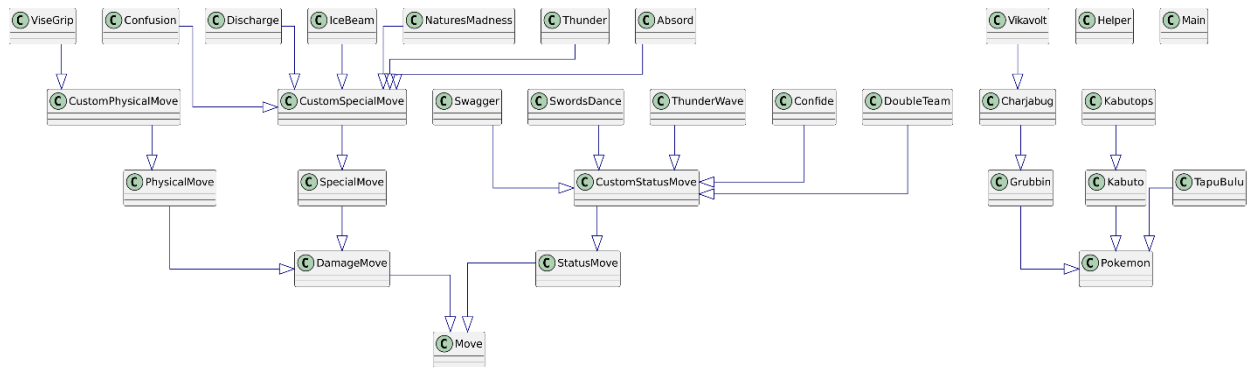 C ViseGrip
C Confusion
C Discharge
C IceBeam
C NaturesMadness
C Thunder
C Absord
C Vikavolt
C Helper
C Main
C CustomPhysicalMove
C CustomSpecialMove
C Swagger
C SwordsDance
C ThunderWave
C Confide
C DoubleTeam
C Charjabug
C Kabutops
C PhysicalMove
C SpecialMove
C CustomStatusMove
C Grubbin
C Kabuto
C TapuBulu
C DamageMove
C StatusMove
C Pokemon
C Move